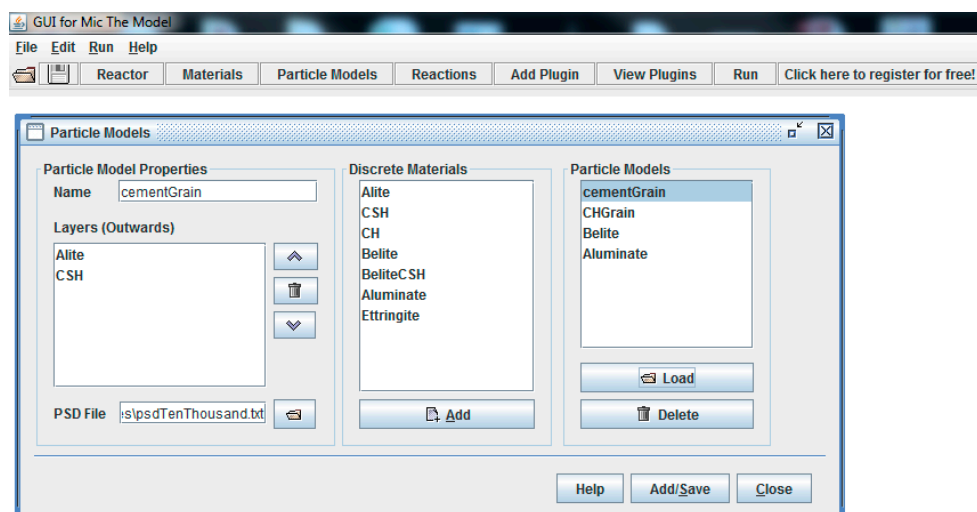 GUI for Mic The Model
File Edit Run Help
Reactor Materials Particle Models Reactions Add Plugin View Plugins Run Click here to register for free!
Particle Models
Particle Model Properties
Name cementGrain
Layers (Outwards)
Alite
CSH
PSD File :s\psdTenThousand.txt
Discrete Materials
Alite
CSH
CH
Belite
BeliteCSH
Aluminate
Ettringite
Add
Particle Models
cementGrain
CHGrain
Belite
Aluminate
Load
Delete
Help Add/Save Close